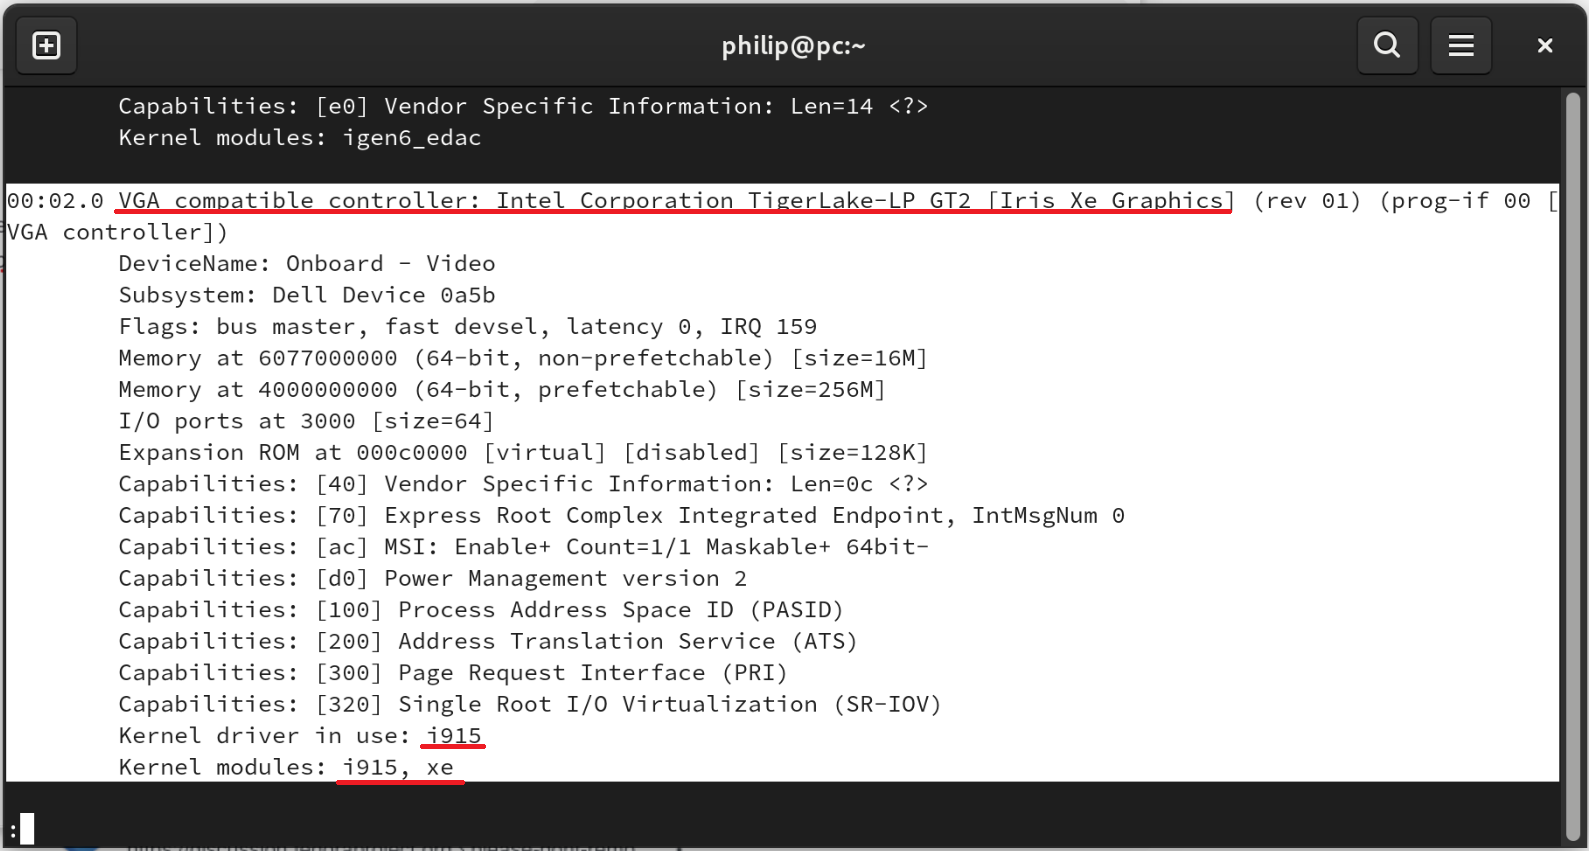 philip@pc:~
Capabilities: [e0] Vendor Specific Information: Len=14 <?>
Kernel modules: igen6_edac
00:02.0 VGA compatible controller: Intel Corporation TigerLake-LP GT2 [Iris Xe Graphics] (rev 01) (prog-if 00 [
VGA controller])
DeviceName: Onboard - Video
Subsystem: Dell Device 0a5b
Flags: bus master, fast devsel, latency 0, IRQ 159
Memory at 6077000000 (64-bit, non-prefetchable) [size=16M]
Memory at 4000000000 (64-bit, prefetchable) [size=256M]
I/O ports at 3000 [size=64]
Expansion ROM at 000c0000 [virtual] [disabled] [size=128K]
Capabilities: [40] Vendor Specific Information: Len=0c <?>
Capabilities: [70] Express Root Complex Integrated Endpoint, IntMsgNum 0
Capabilities: [ac] MSI: Enable+ Count=1/1 Maskable+ 64bit-
Capabilities: [d0] Power Management version 2
Capabilities: [100] Process Address Space ID (PASID)
Capabilities: [200] Address Translation Service (ATS)
Capabilities: [300] Page Request Interface (PRI)
Capabilities: [320] Single Root I/O Virtualization (SR-IOV)
Kernel driver in use: i915
Kernel modules: i915, xe
: